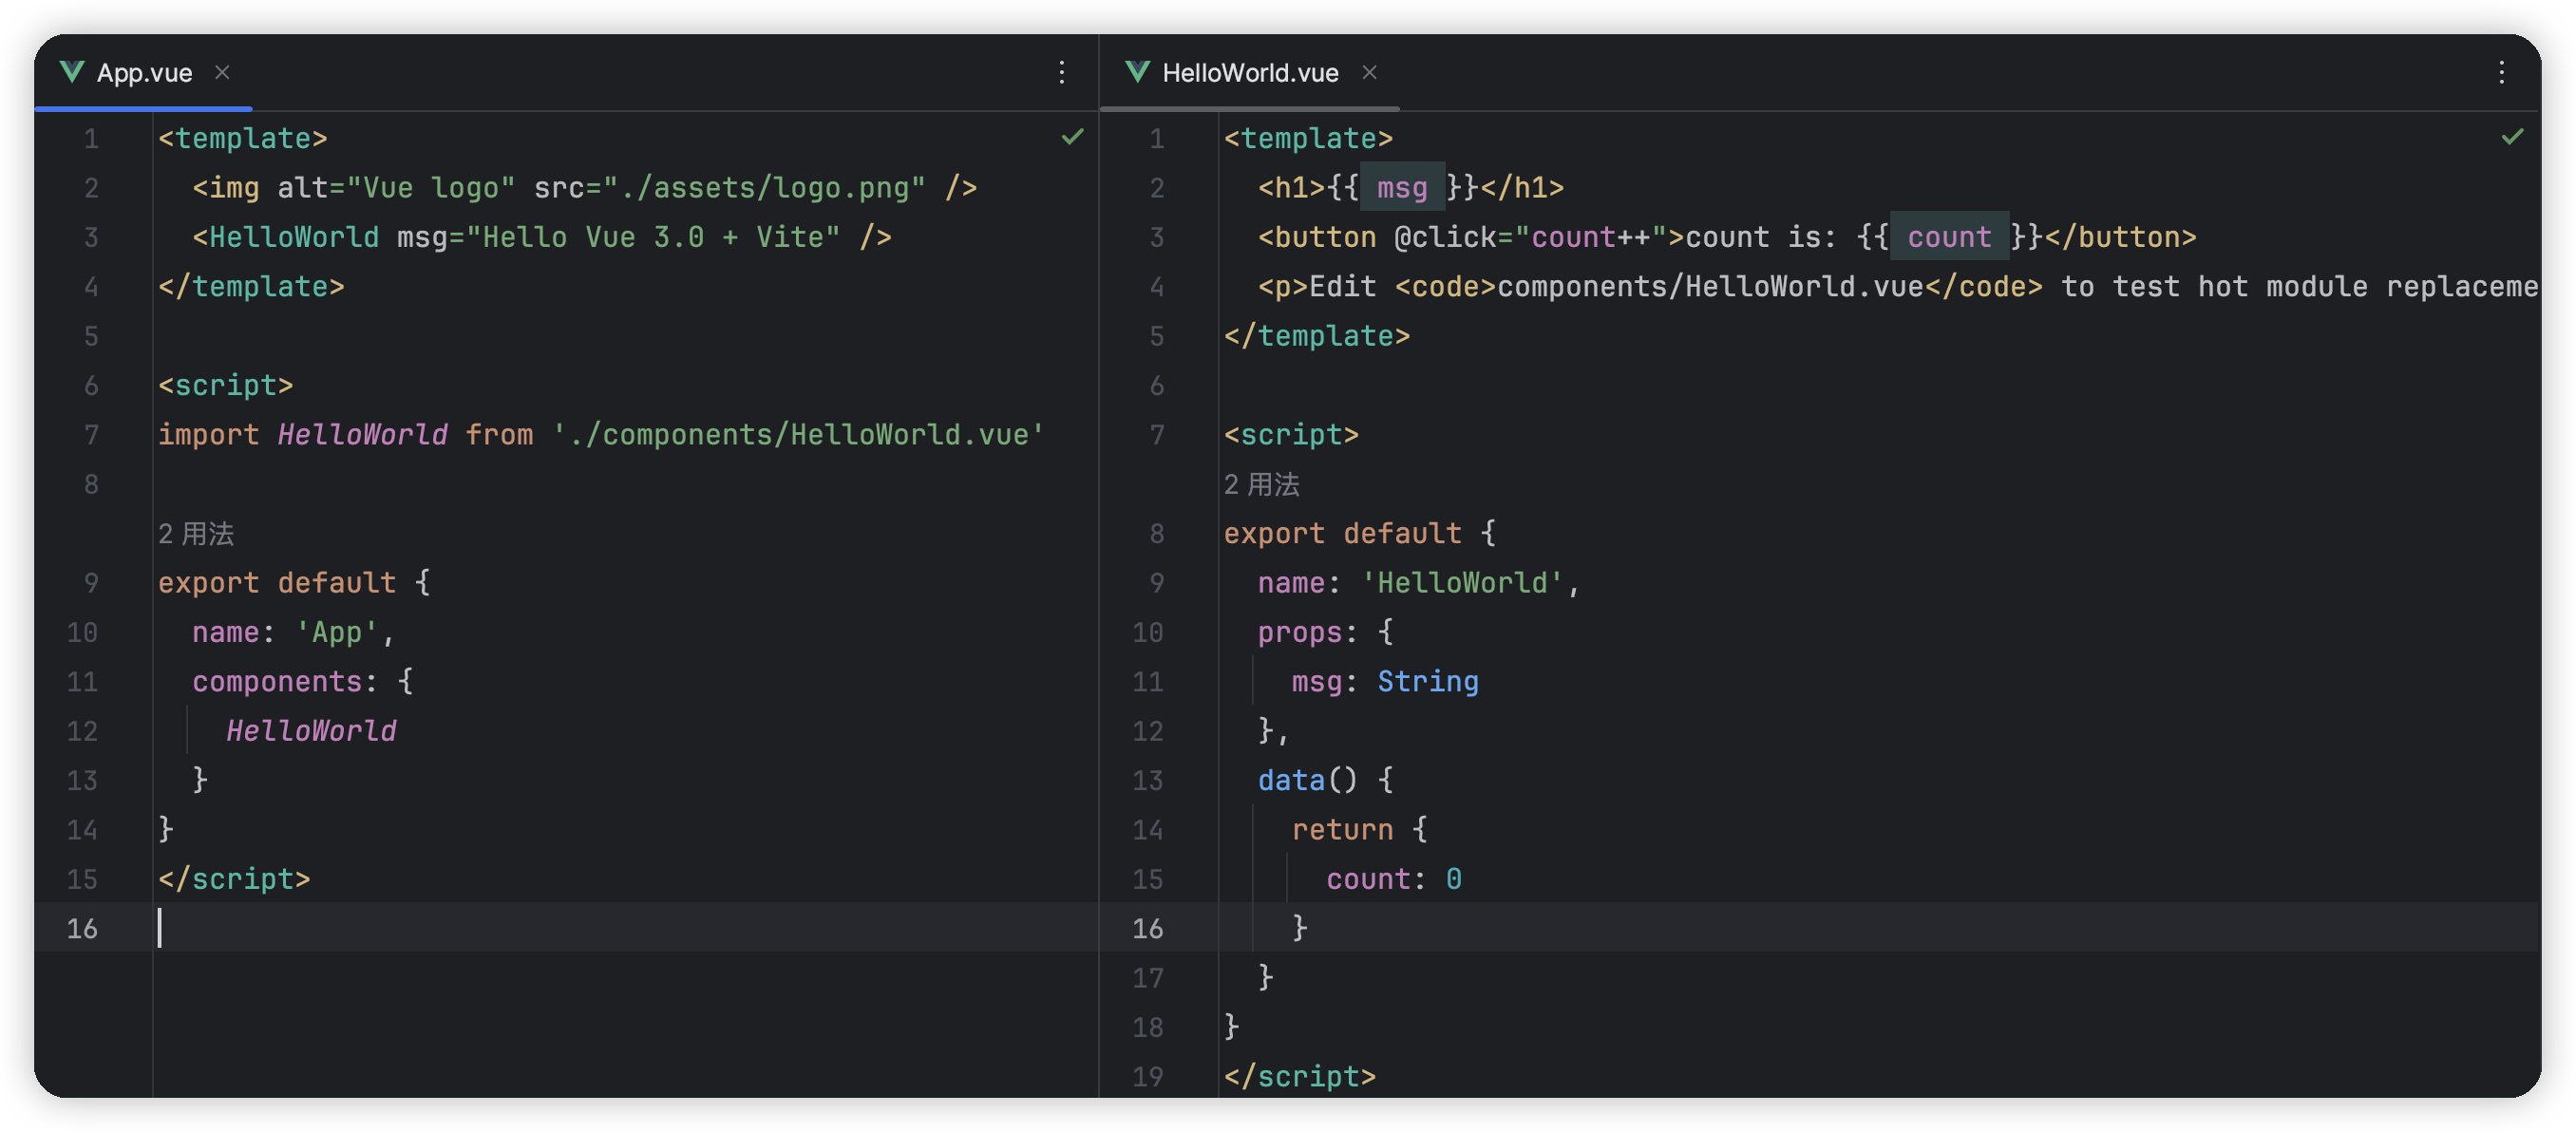 App.vue
1 <template>
2 <img alt="Vue logo" src="./assets/logo.png" />
3 <HelloWorld msg="Hello Vue 3.0 + Vite" />
4 </template>
5
6 <script>
7 import HelloWorld from './components/HelloWorld.vue'
8
2 用法
9 export default {
10 name: 'App',
11 components: {
12 HelloWorld
13 }
14 }
15 </script>
16
HelloWorld.vue
1 <template>
2 <h1>{{ msg }}</h1>
3 <button @click="count++">count is: {{ count }}</button>
4 <p>Edit <code>components/HelloWorld.vue</code> to test hot module replaceme
5 </template>
6
7 <script>
2 用法
8 export default {
9 name: 'HelloWorld',
10 props: {
11 msg: String
12 },
13 data() {
14 return {
15 count: 0
16 }
17 }
18 }
19 </script>